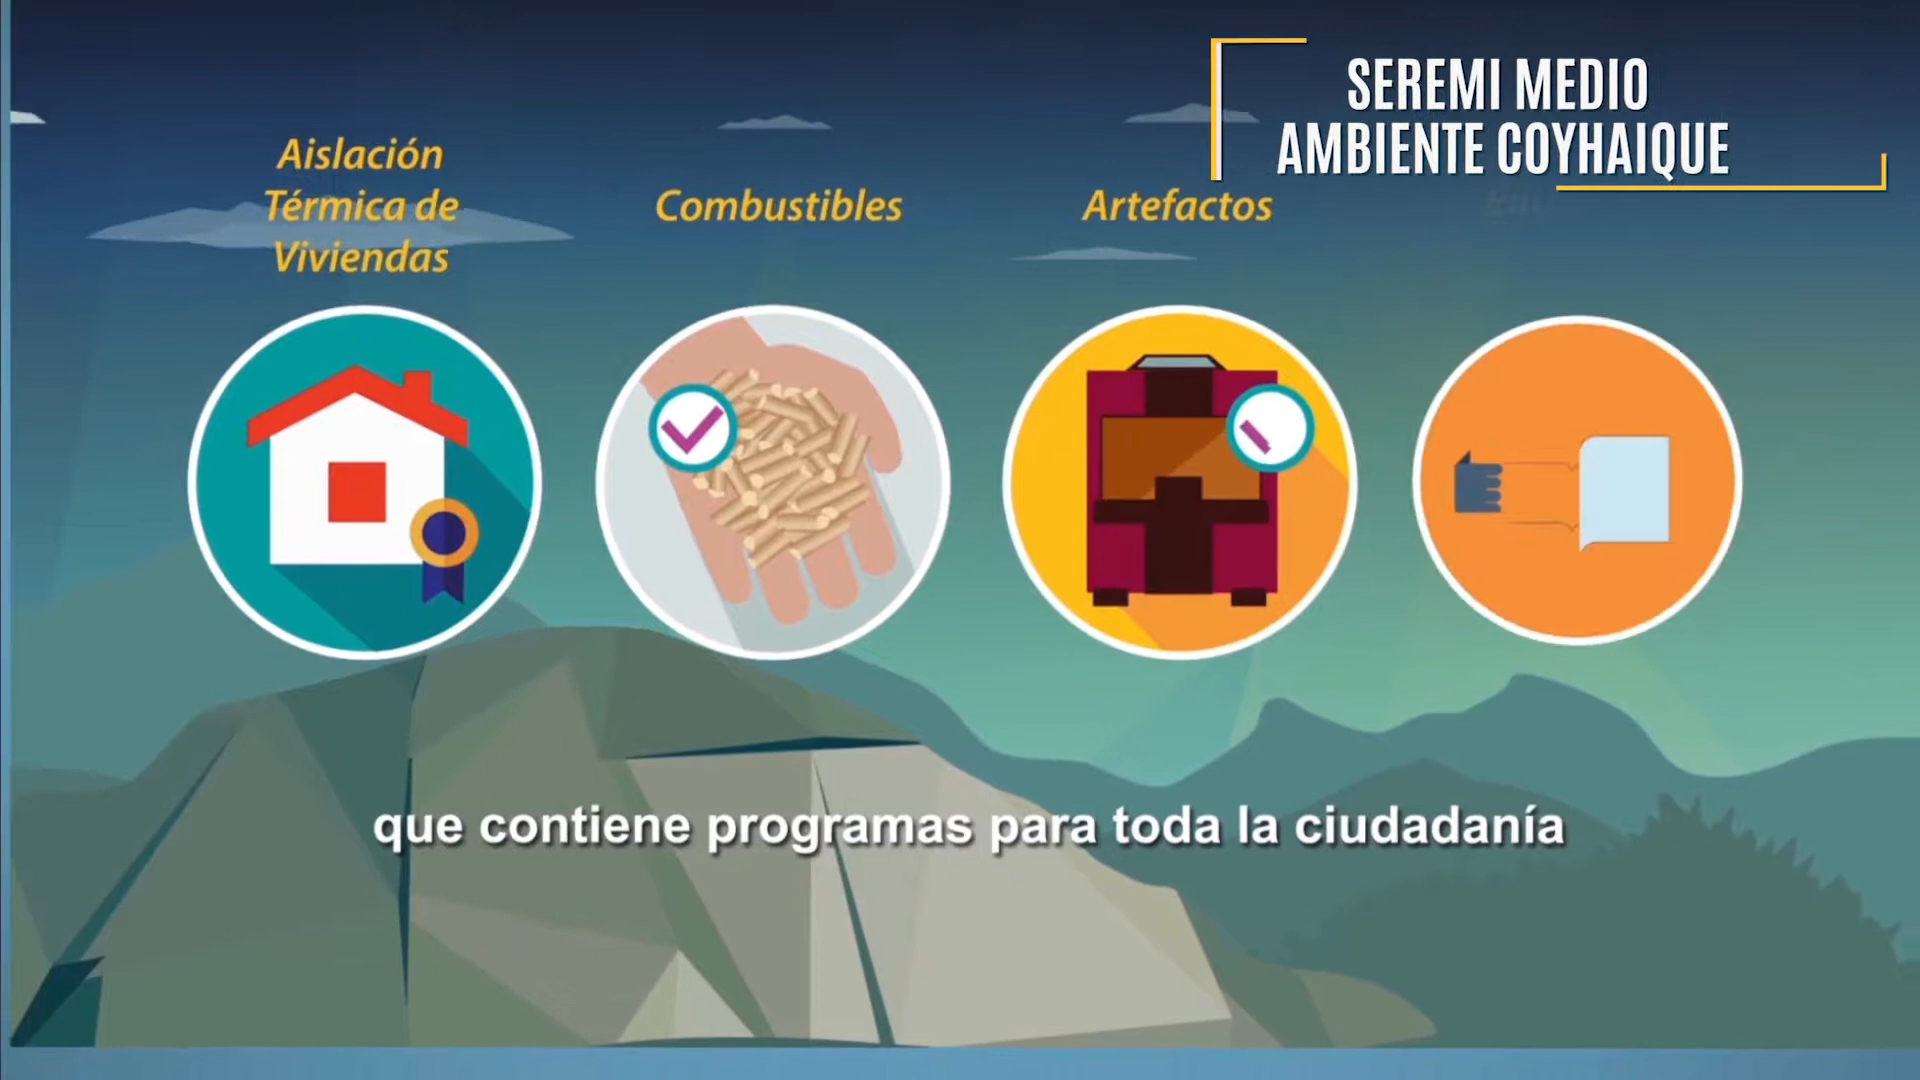 SEREMI MEDIO
AMBIENTE COYHAIQUE
Aislación
Térmica de
Viviendas
Combustibles
Artefactos
que contiene programas para toda la ciudadanía